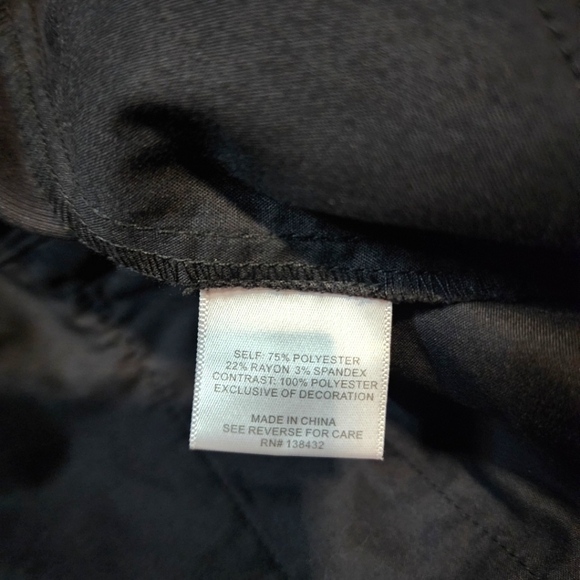 SELF: 75% POLYESTER
22% RAYON 3% SPANDEX
CONTRAST: 100% POLYESTER
EXCLUSIVE OF DECORATION
MADE IN CHINA
SEE REVERSE FOR CARE
RN# 138432